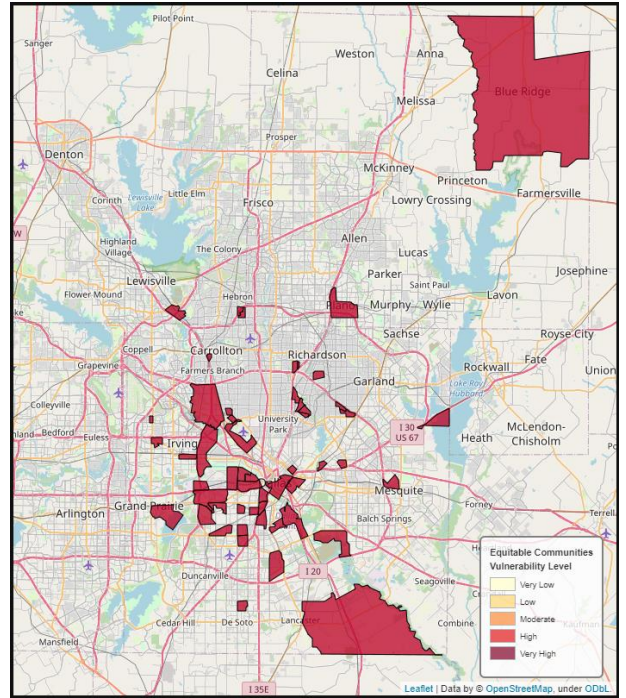 Pilot Point
Sanger
Weston
Anna
Celina
Blue Ridge
Melissa
Prosper
Denton
McKinney
Princeton
Little Elm
Corinth
Lewisville Lake
Frisco
Lowry Crossing
Farmersville
Allen
Highland Village
The Colony
Lucas
Parker
Saint Paul
Josephine
Lewisville
Flower Mound
Hebron
Plano
Murphy
Wylie
Lavon
Sachse
Royse City
Coppell
Carrollton
Richardson
Fate
Grapevine
Farmers Branch
Garland
Rockwall
Union
Lake Ray Hubbard
Colleyville
University Park
I 30
US 67
McLendon-Chisholm
Heath
Bedford
Euless
Irving
Mesquite
Grand Prairie
Arlington
Forney
Terrell
Balch Springs
Duncanville
I 20
Seagoville
Combine
Cedar Hill
De Soto
Lancaster
Mansfield
I 35E
Equitable Communities
Vulnerability Level
Very Low
Low
Moderate
High
Very High
Leaflet | Data by © OpenStreetMap, under ODbL.